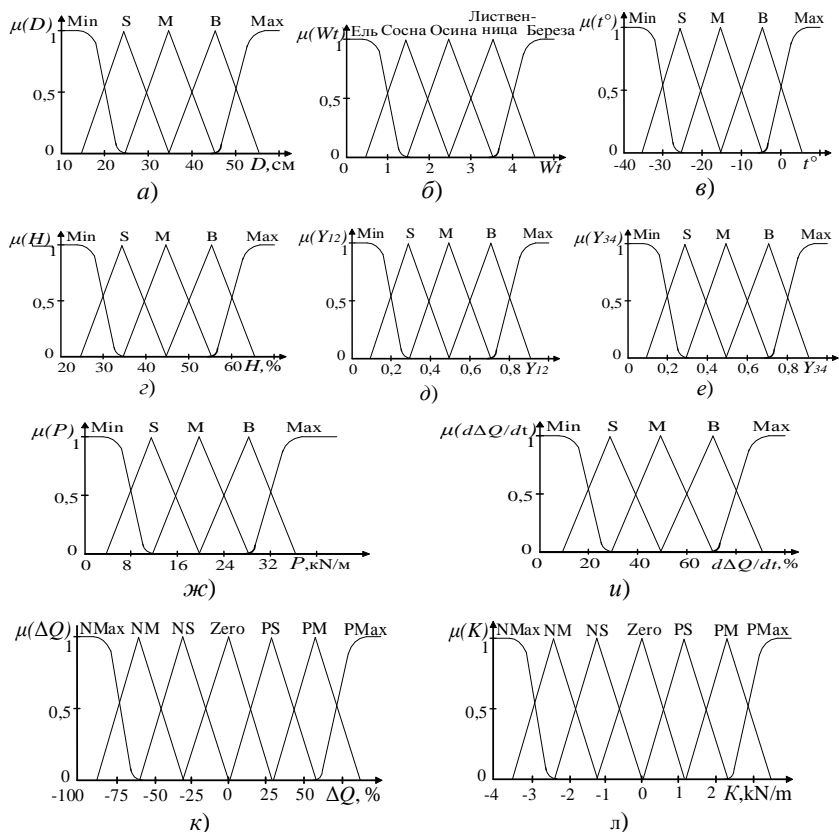 μ(D) Min S M B Max
1
0,5
0
10 20 30 40 50 D,см
а)
μ(Wt) Ель Сосна Осина Листвен-
ница Береза
1
0,5
0
0 1 2 3 4 Wt
б)
μ(t°) Min S M B Max
1
0,5
0
-40 -30 -20 -10 0 t°
в)
μ(H) Min S M B Max
1
0,5
0
20 30 40 50 60 H,%
г)
μ(Y12) Min S M B Max
1
0,5
0
0 0,2 0,4 0,6 0,8 Y12
д)
μ(Y34) Min S M B Max
1
0,5
0
0 0,2 0,4 0,6 0,8 Y34
е)
μ(P) Min S M B Max
1
0,5
0
0 8 16 24 32 P,кN/м
ж)
μ(dΔQ/dt) Min S M B Max
1
0,5
0
0 20 40 60 dΔQ/dt,%
и)
μ(ΔQ) NMax NM NS Zero PS PM PMax
1
0,5
0
-100 -75 -50 -25 0 25 50 ΔQ, %
к)
μ(K) NMax NM NS Zero PS PM PMax
1
0,5
0
-4 -3 -2 -1 0 1 2 K,kN/m
л)